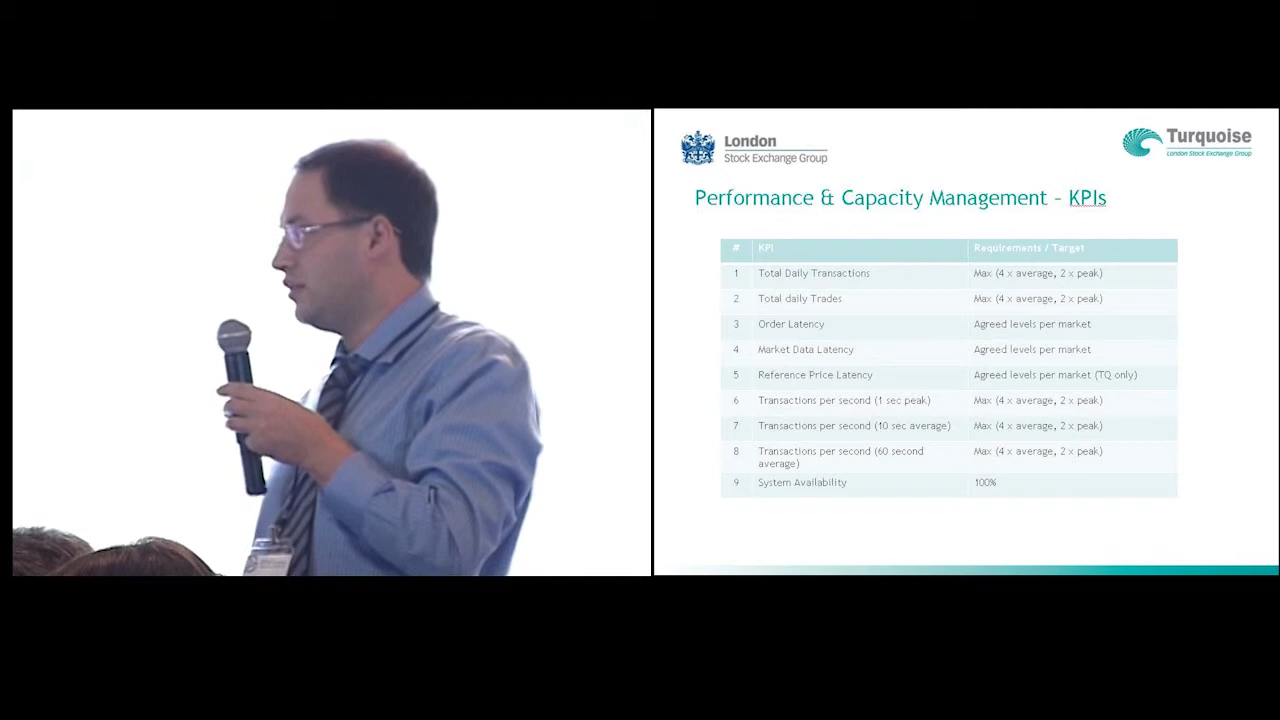 London
Stock Exchange Group
Turquoise
London Stock Exchange Group
Performance & Capacity Management - KPIs
# KPI Requirements / Target
1 Total Daily Transactions Max (4 x average, 2 x peak)
2 Total daily Trades Max (4 x average, 2 x peak)
3 Order Latency Agreed levels per market
4 Market Data Latency Agreed levels per market
5 Reference Price Latency Agreed levels per market (TQ only)
6 Transactions per second (1 sec peak) Max (4 x average, 2 x peak)
7 Transactions per second (10 sec average) Max (4 x average, 2 x peak)
8 Transactions per second (60 second Max (4 x average, 2 x peak)
average)
9 System Availability 100%